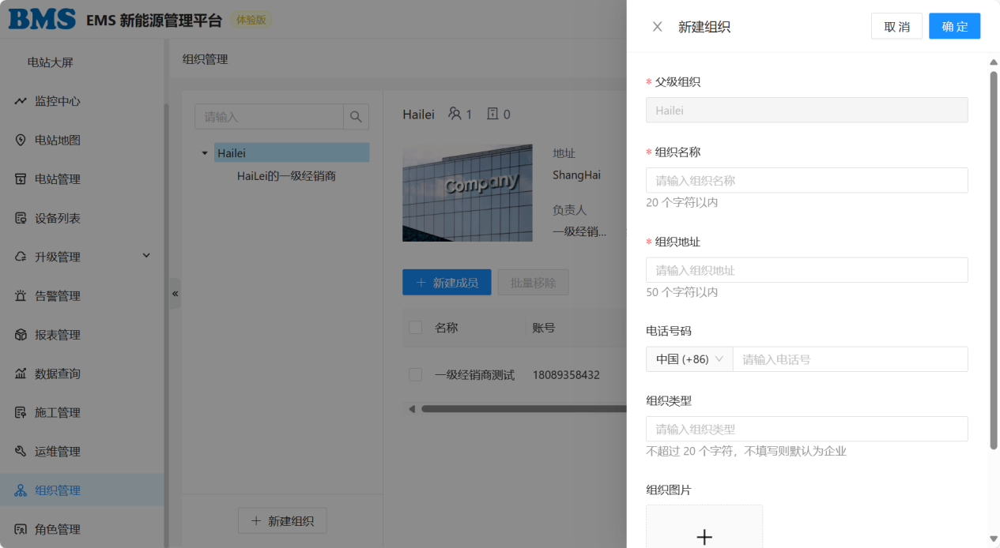 BMS EMS 新能源管理平台 体验版
电站大屏
监控中心
电站地图
电站管理
设备列表
升级管理
告警管理
报表管理
数据查询
施工管理
运维管理
组织管理
角色管理
组织管理
请输入
Hailei
HaiLei的一级经销商
+ 新建组织
«
Hailei 1 0
Company
地址
ShangHai
负责人
一级经销...
+ 新建成员 批量移除
名称 账号
一级经销商测试 18089358432
新建组织 取 消 确 定
* 父级组织
Hailei
* 组织名称
请输入组织名称
20 个字符以内
* 组织地址
请输入组织地址
50 个字符以内
电话号码
中国 (+86) 请输入电话号
组织类型
请输入组织类型
不超过 20 个字符，不填写则默认为企业
组织图片
+